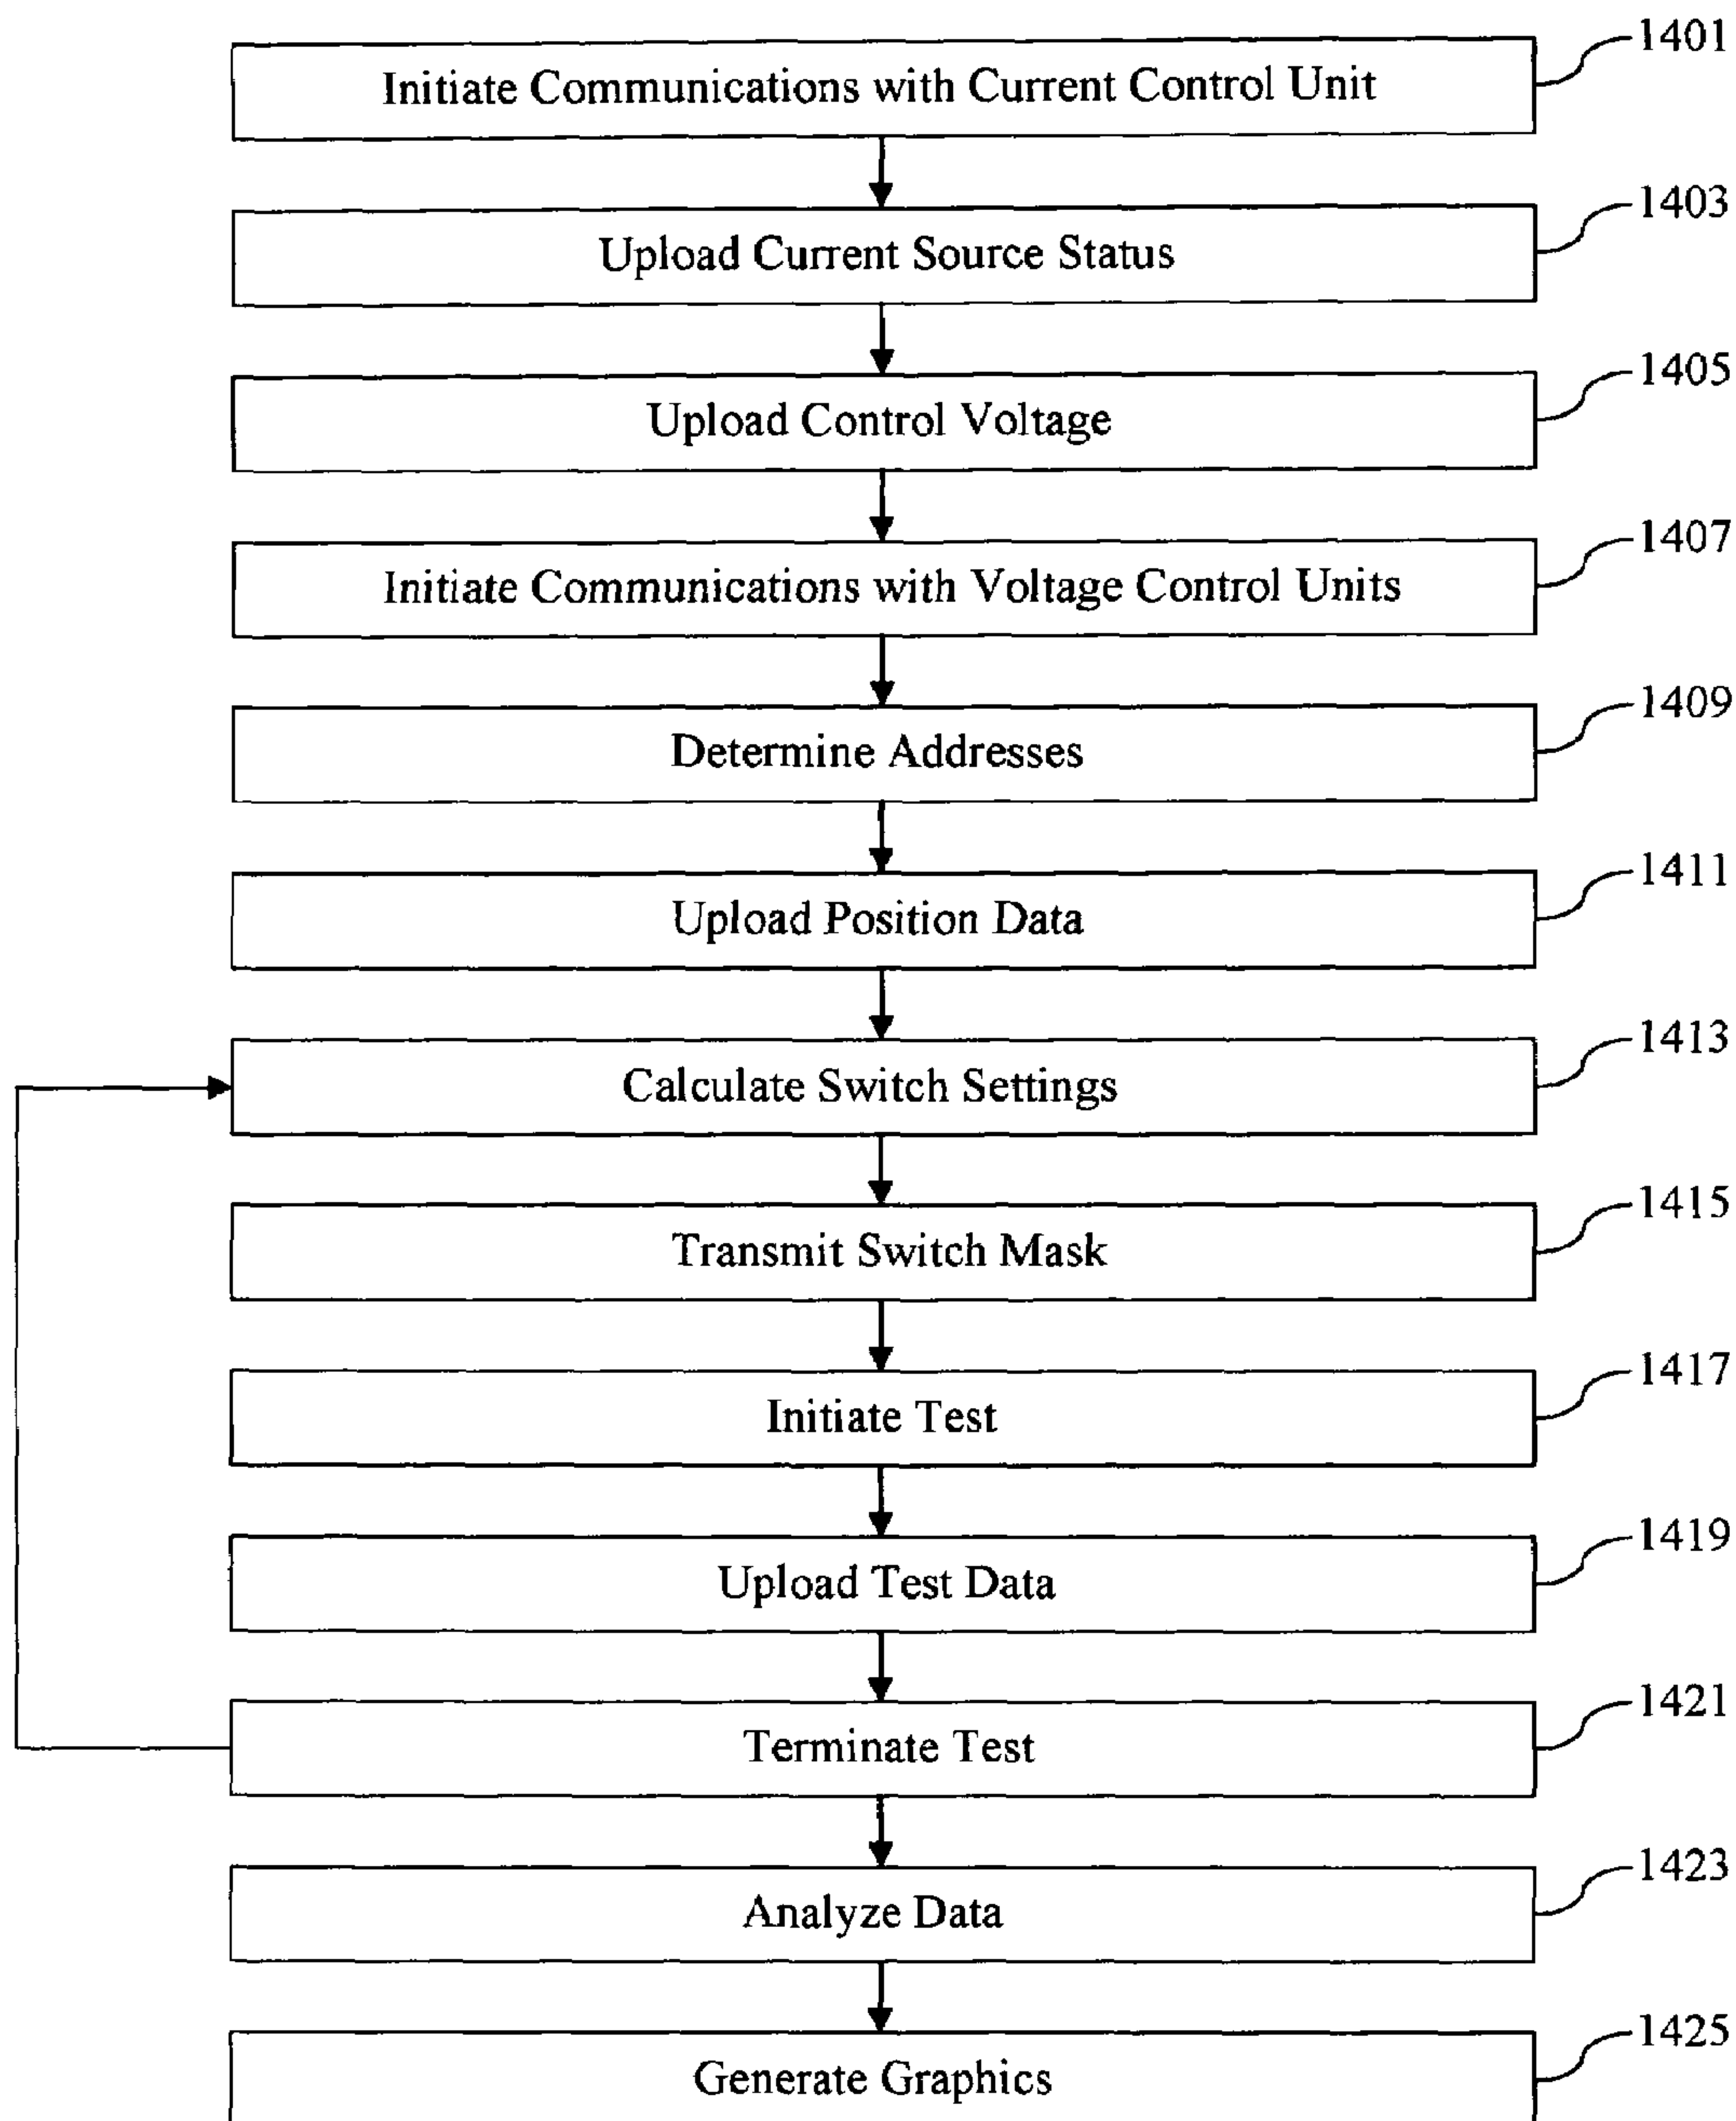 1401
Initiate Communications with Current Control Unit
1403
Upload Current Source Status
1405
Upload Control Voltage
1407
Initiate Communications with Voltage Control Units
1409
Determine Addresses
1411
Upload Position Data
1413
Calculate Switch Settings
1415
Transmit Switch Mask
1417
Initiate Test
1419
Upload Test Data
1421
Terminate Test
1423
Analyze Data
1425
Generate Graphics